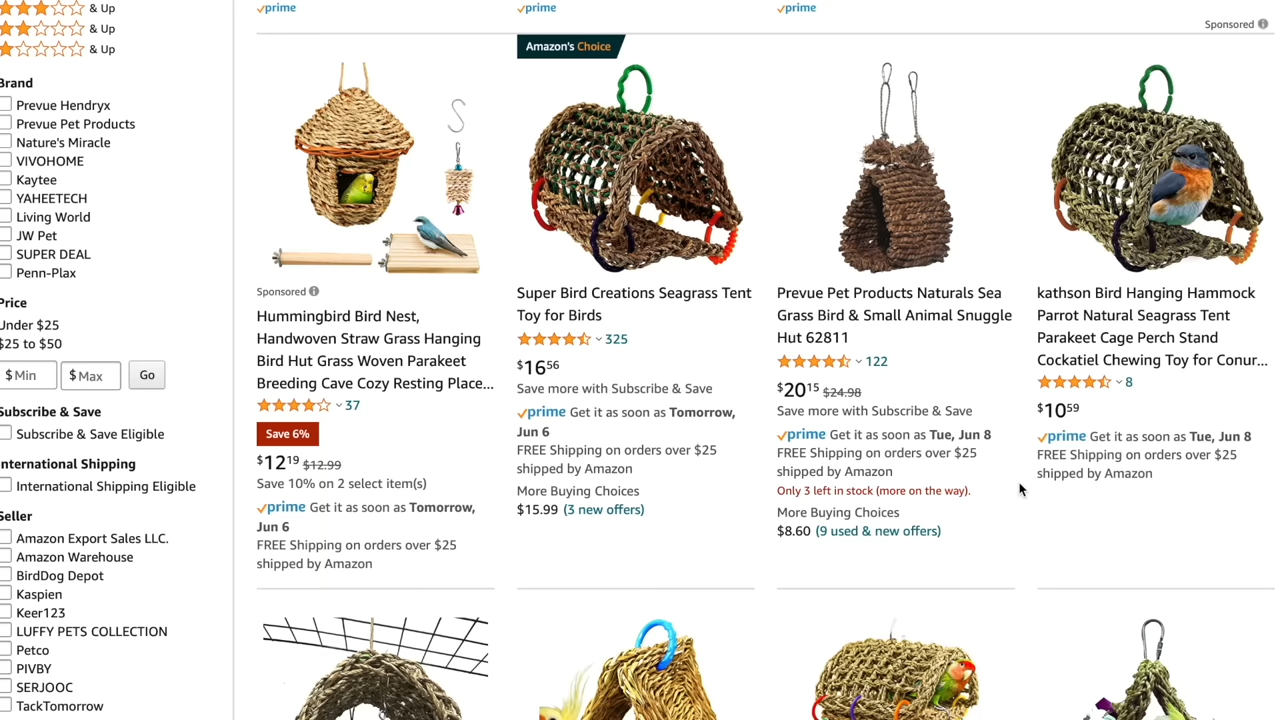 & Up
& Up
& Up
Brand
Prevue Hendryx
Prevue Pet Products
Nature's Miracle
VIVOHOME
Kaytee
YAHEETECH
Living World
JW Pet
SUPER DEAL
Penn-Plax
Price
Under $25
$25 to $50
$ Min
$ Max
Go
Subscribe & Save
Subscribe & Save Eligible
International Shipping
International Shipping Eligible
Seller
Amazon Export Sales LLC.
Amazon Warehouse
BirdDog Depot
Kaspien
Keer123
LUFFY PETS COLLECTION
Petco
PIVBY
SERJOOC
TackTomorrow
prime
prime
prime
Sponsored
Sponsored
Hummingbird Bird Nest,
Handwoven Straw Grass Hanging
Bird Hut Grass Woven Parakeet
Breeding Cave Cozy Resting Place...
37
Save 6%
$12 19 $12.99
Save 10% on 2 select item(s)
prime Get it as soon as Tomorrow,
Jun 6
FREE Shipping on orders over $25
shipped by Amazon
Amazon's Choice
Super Bird Creations Seagrass Tent
Toy for Birds
325
$16 56
Save more with Subscribe & Save
prime Get it as soon as Tomorrow,
Jun 6
FREE Shipping on orders over $25
shipped by Amazon
More Buying Choices
$15.99 (3 new offers)
Prevue Pet Products Naturals Sea
Grass Bird & Small Animal Snuggle
Hut 62811
122
$20 15 $24.98
Save more with Subscribe & Save
prime Get it as soon as Tue, Jun 8
FREE Shipping on orders over $25
shipped by Amazon
Only 3 left in stock (more on the way).
More Buying Choices
$8.60 (9 used & new offers)
kathson Bird Hanging Hammock
Parrot Natural Seagrass Tent
Parakeet Cage Perch Stand
Cockatiel Chewing Toy for Conur...
8
$10 59
prime Get it as soon as Tue, Jun 8
FREE Shipping on orders over $25
shipped by Amazon